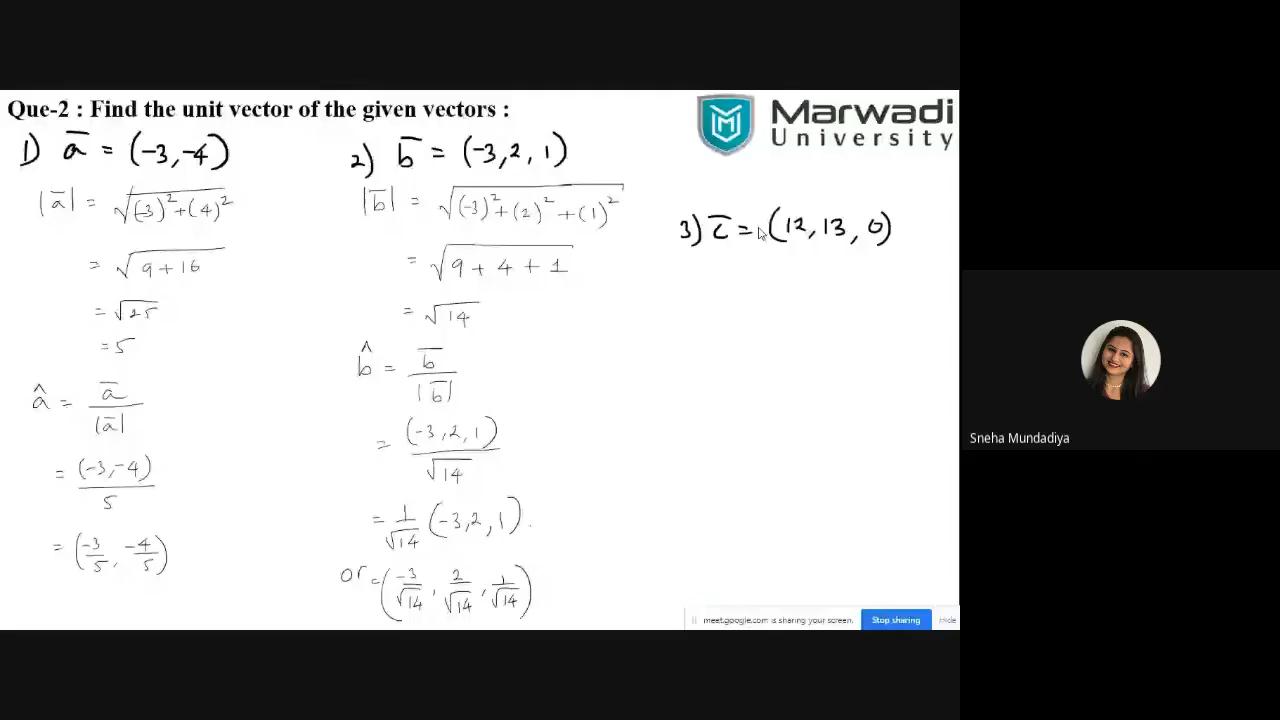 Que-2 : Find the unit vector of the given vectors :
Marwadi
University
1) a̅ = (-3,-4)
|a̅| = √(-3)²+(4)²
= √9+16
= √25
= 5
â = a̅/|a̅|
= (-3,-4)/5
= (-3/5, -4/5)
2) b̅ = (-3,2,1)
|b̅| = √(-3)²+(2)²+(1)²
= √9+4+1
= √14
b̂ = b̅/|b̅|
= (-3,2,1)/√14
= 1/√14 (-3,2,1).
or = (-3/√14, 2/√14, 1/√14)
3) c̅ = (12,13,0)
meet.google.com is sharing your screen. Stop sharing Hide
Sneha Mundadiya